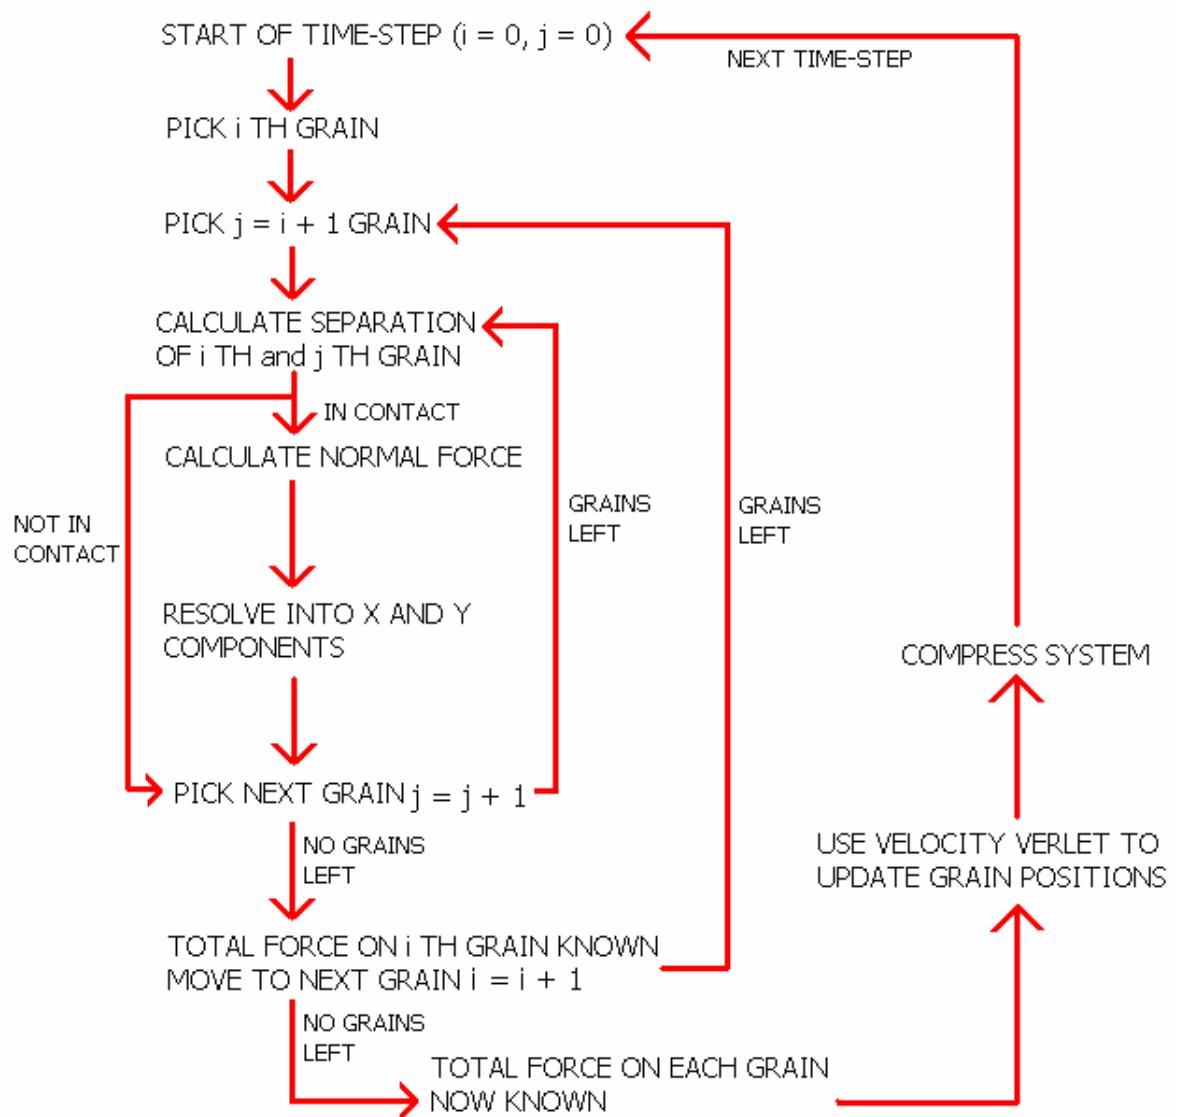 START OF TIME-STEP (i = 0, j = 0)
NEXT TIME-STEP
PICK i TH GRAIN
PICK j = i + 1 GRAIN
CALCULATE SEPARATION
OF i TH and j TH GRAIN
IN CONTACT
CALCULATE NORMAL FORCE
NOT IN
CONTACT
GRAINS
LEFT
GRAINS
LEFT
RESOLVE INTO X AND Y
COMPONENTS
COMPRESS SYSTEM
PICK NEXT GRAIN j = j + 1
NO GRAINS
LEFT
USE VELOCITY VERLET TO
UPDATE GRAIN POSITIONS
TOTAL FORCE ON i TH GRAIN KNOWN
MOVE TO NEXT GRAIN i = i + 1
NO GRAINS
LEFT
TOTAL FORCE ON EACH GRAIN
NOW KNOWN